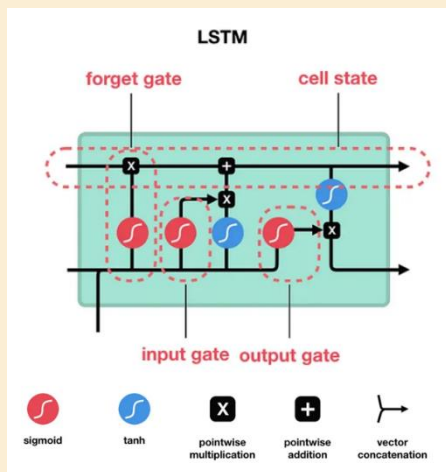 LSTM
forget gate
cell state
x
+
x
x
input gate
output gate
x
+
sigmoid
tanh
pointwise
multiplication
pointwise
addition
vector
concatenation